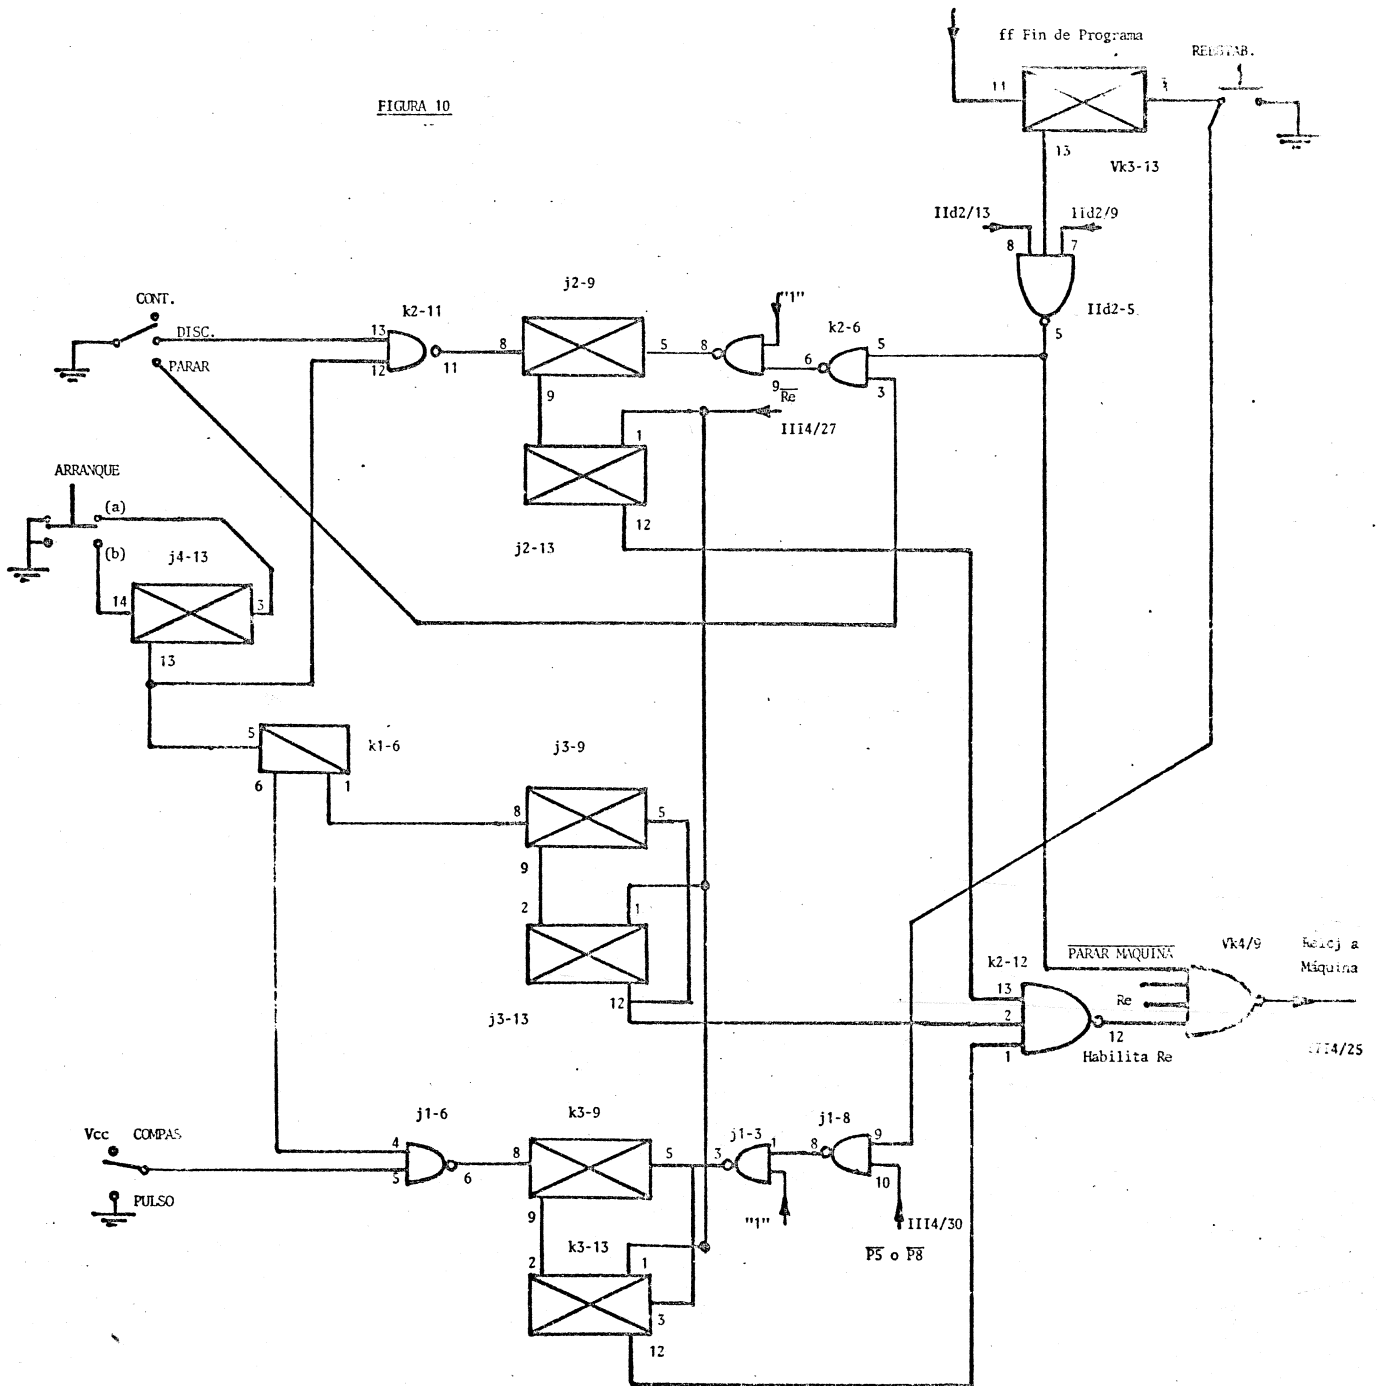 ff Fin de Programa
FIGURA 10
11
13
Vk3-13
IId2/13
IId2/9
8
7
IId2-5
5
CONT.
DISC.
PARAR
k2-11
13
12
11
j2-9
8
5
9
"1"
8
9
k2-6
6
5
3
Re
III4/27
1
12
j2-13
ARRANQUE
(a)
(b)
j4-13
14
3
13
5
k1-6
6
1
j3-9
8
5
9
2
1
12
j3-13
PARAR MAQUINA
Vk4/9
Reloj a
Máquina
k2-12
13
2
1
12
Re
Habilita Re
Vcc
COMPAS
PULSO
j1-6
4
5
6
k3-9
8
5
9
j1-3
3
1
"1"
j1-8
8
9
10
III4/30
P5 o P8
k3-13
2
1
3
12